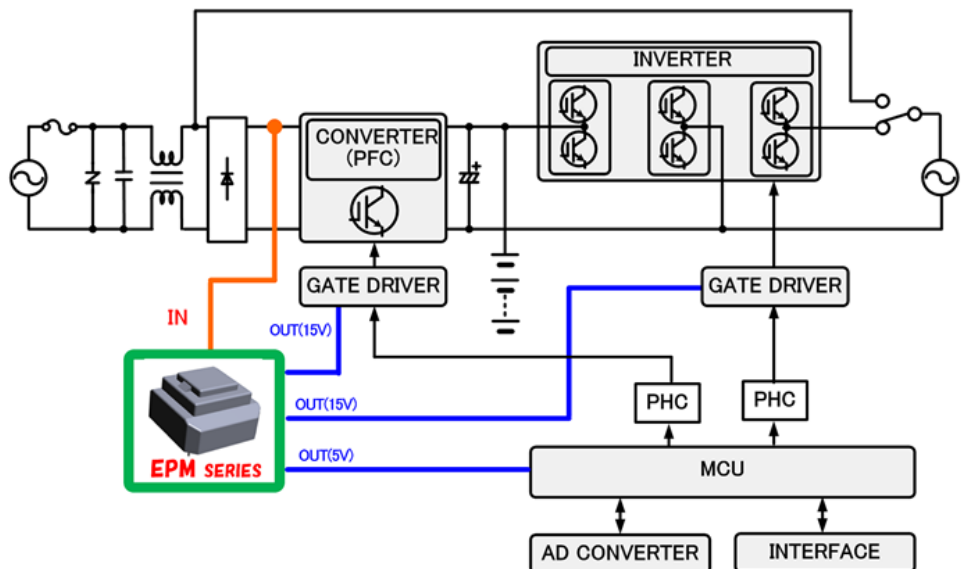 INVERTER
CONVERTER
(PFC)
GATE DRIVER
GATE DRIVER
IN
OUT(15V)
OUT(15V)
OUT(5V)
EPM SERIES
PHC
PHC
MCU
AD CONVERTER
INTERFACE